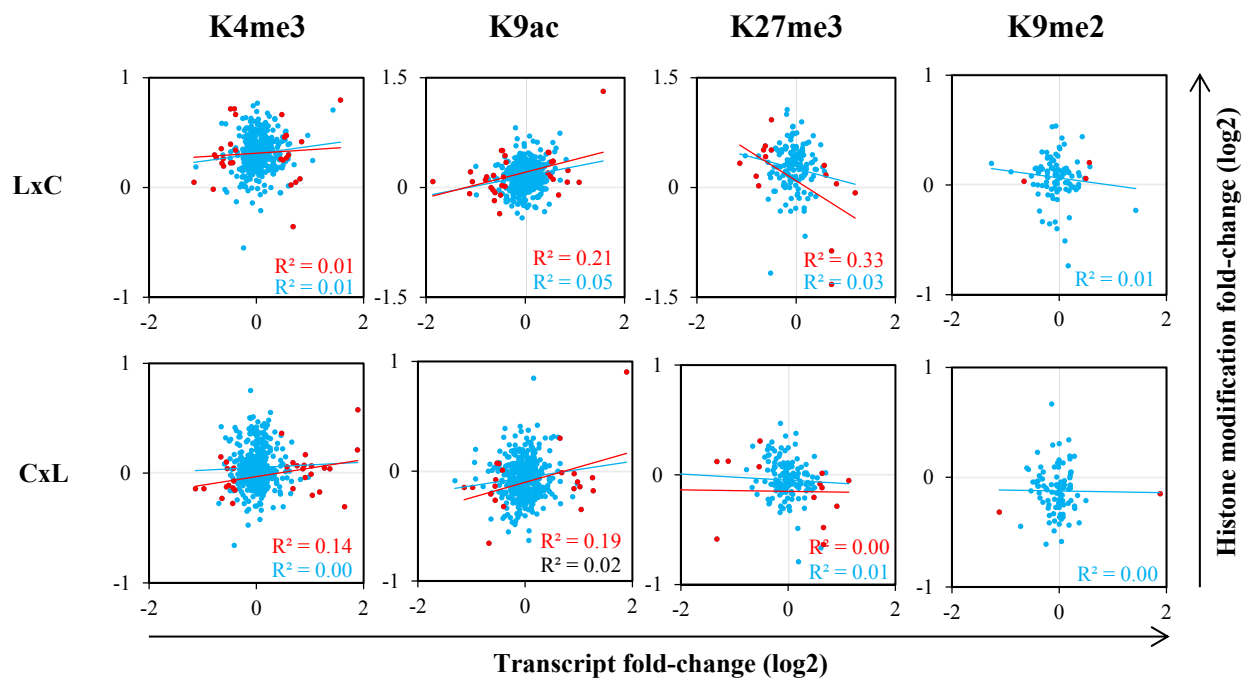 K4me3 K9ac K27me3 K9me2
LxC
1
0
-1
-2 0 2
R² = 0.01
R² = 0.01
1.5
0
-1.5
-2 0 2
R² = 0.21
R² = 0.05
1.5
0
-1.5
-2 0 2
R² = 0.33
R² = 0.03
1
0
-1
-2 0 2
R² = 0.01
CxL
1
0
-1
-2 0 2
R² = 0.14
R² = 0.00
1
0
-1
-2 0 2
R² = 0.19
R² = 0.02
1
0
-1
-2 0 2
R² = 0.00
R² = 0.01
1
0
-1
-2 0 2
R² = 0.00
Histone modification fold-change (log2)
Transcript fold-change (log2)